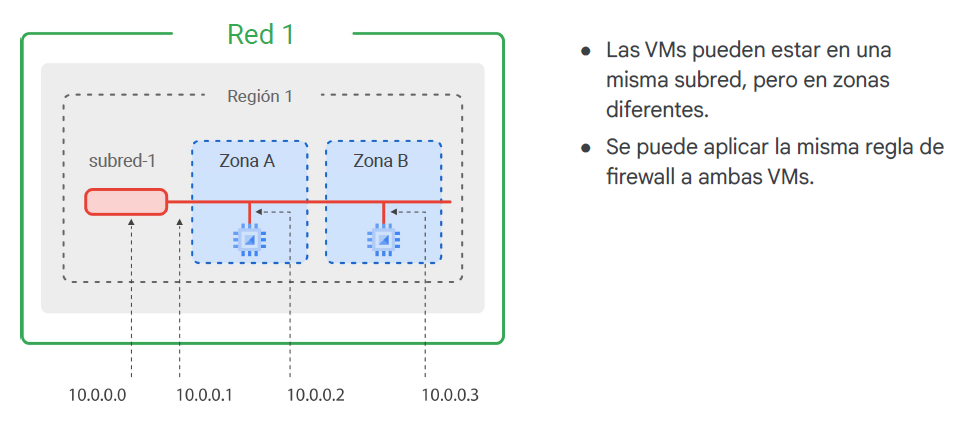 Red 1
Región 1
subred-1
Zona A
Zona B
10.0.0.0
10.0.0.1
10.0.0.2
10.0.0.3
● Las VMs pueden estar en una
misma subred, pero en zonas
diferentes.
● Se puede aplicar la misma regla de
firewall a ambas VMs.